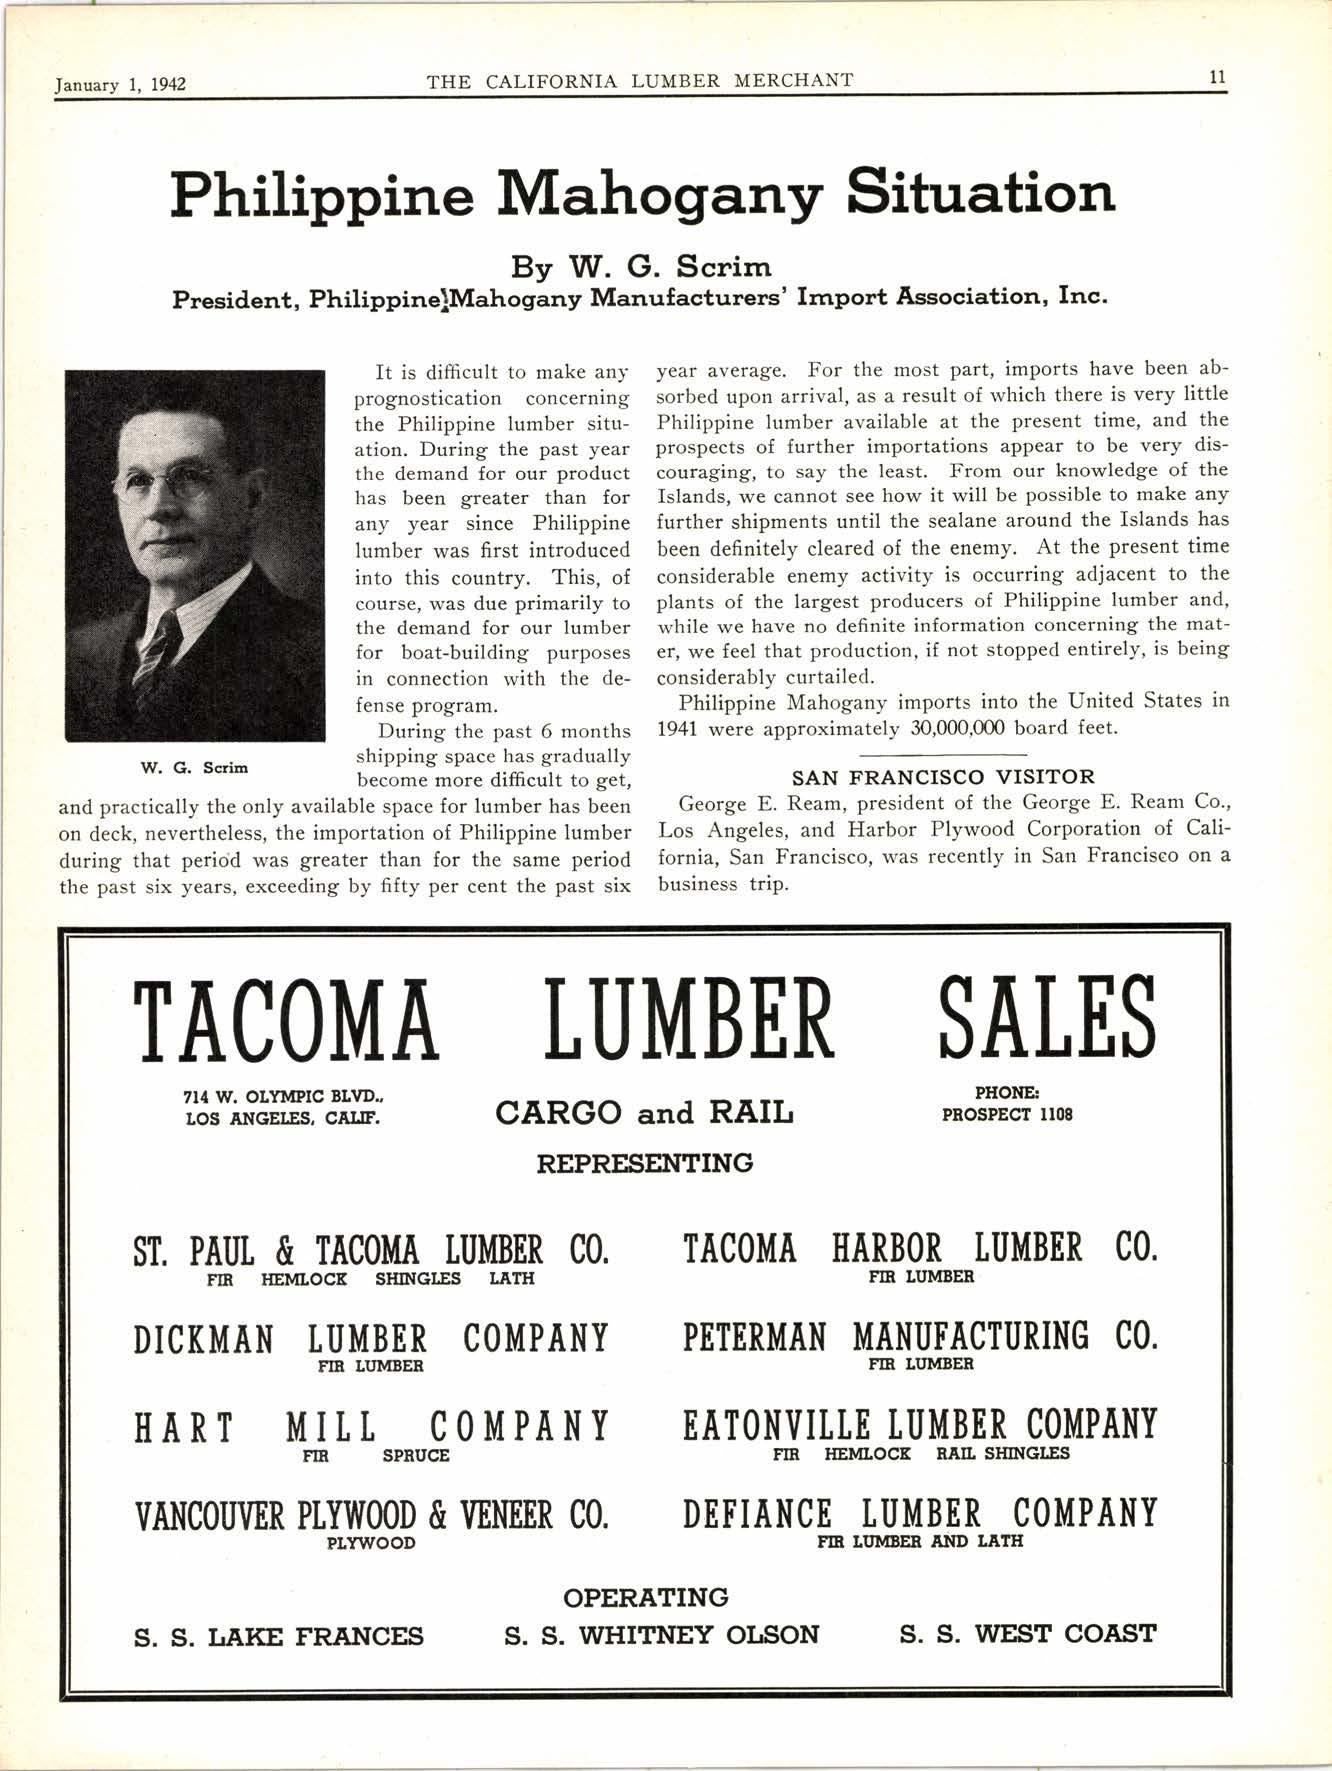 January 1, 1942 THE CALIFORNIA LUMBER MERCHANT 11
Philippine Mahogany Situation
By W. G. Scrim
President, Philippine Mahogany Manufacturers' Import Association, Inc.
W. G. Scrim
It is difficult to make any
prognostication concerning
the Philippine lumber situ-
ation. During the past year
the demand for our product
has been greater than for
any year since Philippine
lumber was first introduced
into this country. This, of
course, was due primarily to
the demand for our lumber
for boat-building purposes
in connection with the de-
fense program.
During the past 6 months
shipping space has gradually
become more difficult to get,
and practically the only available space for lumber has been
on deck, nevertheless, the importation of Philippine lumber
during that period was greater than for the same period
the past six years, exceeding by fifty per cent the past six
year average. For the most part, imports have been ab-
sorbed upon arrival, as a result of which there is very little
Philippine lumber available at the present time, and the
prospects of further importations appear to be very dis-
couraging, to say the least. From our knowledge of the
Islands, we cannot see how it will be possible to make any
further shipments until the sealane around the Islands has
been definitely cleared of the enemy. At the present time
considerable enemy activity is occurring adjacent to the
plants of the largest producers of Philippine lumber and,
while we have no definite information concerning the mat-
er, we feel that production, if not stopped entirely, is being
considerably curtailed.
Philippine Mahogany imports into the United States in
1941 were approximately 30,000,000 board feet.
SAN FRANCISCO VISITOR
George E. Ream, president of the George E. Ream Co.,
Los Angeles, and Harbor Plywood Corporation of Cali-
fornia, San Francisco, was recently in San Francisco on a
business trip.
TACOMA LUMBER SALES
714 W. OLYMPIC BLVD.,
LOS ANGELES, CALIF.
CARGO and RAIL
PHONE:
PROSPECT 1108
REPRESENTING
ST. PAUL & TACOMA LUMBER CO.
FIR HEMLOCK SHINGLES LATH
TACOMA HARBOR LUMBER CO.
FIR LUMBER
DICKMAN LUMBER COMPANY
FIR LUMBER
PETERMAN MANUFACTURING CO.
FIR LUMBER
HART MILL COMPANY
FIR SPRUCE
EATONVILLE LUMBER COMPANY
FIR HEMLOCK RAIL SHINGLES
VANCOUVER PLYWOOD & VENEER CO.
PLYWOOD
DEFIANCE LUMBER COMPANY
FIR LUMBER AND LATH
OPERATING
S. S. LAKE FRANCES S. S. WHITNEY OLSON S. S. WEST COAST